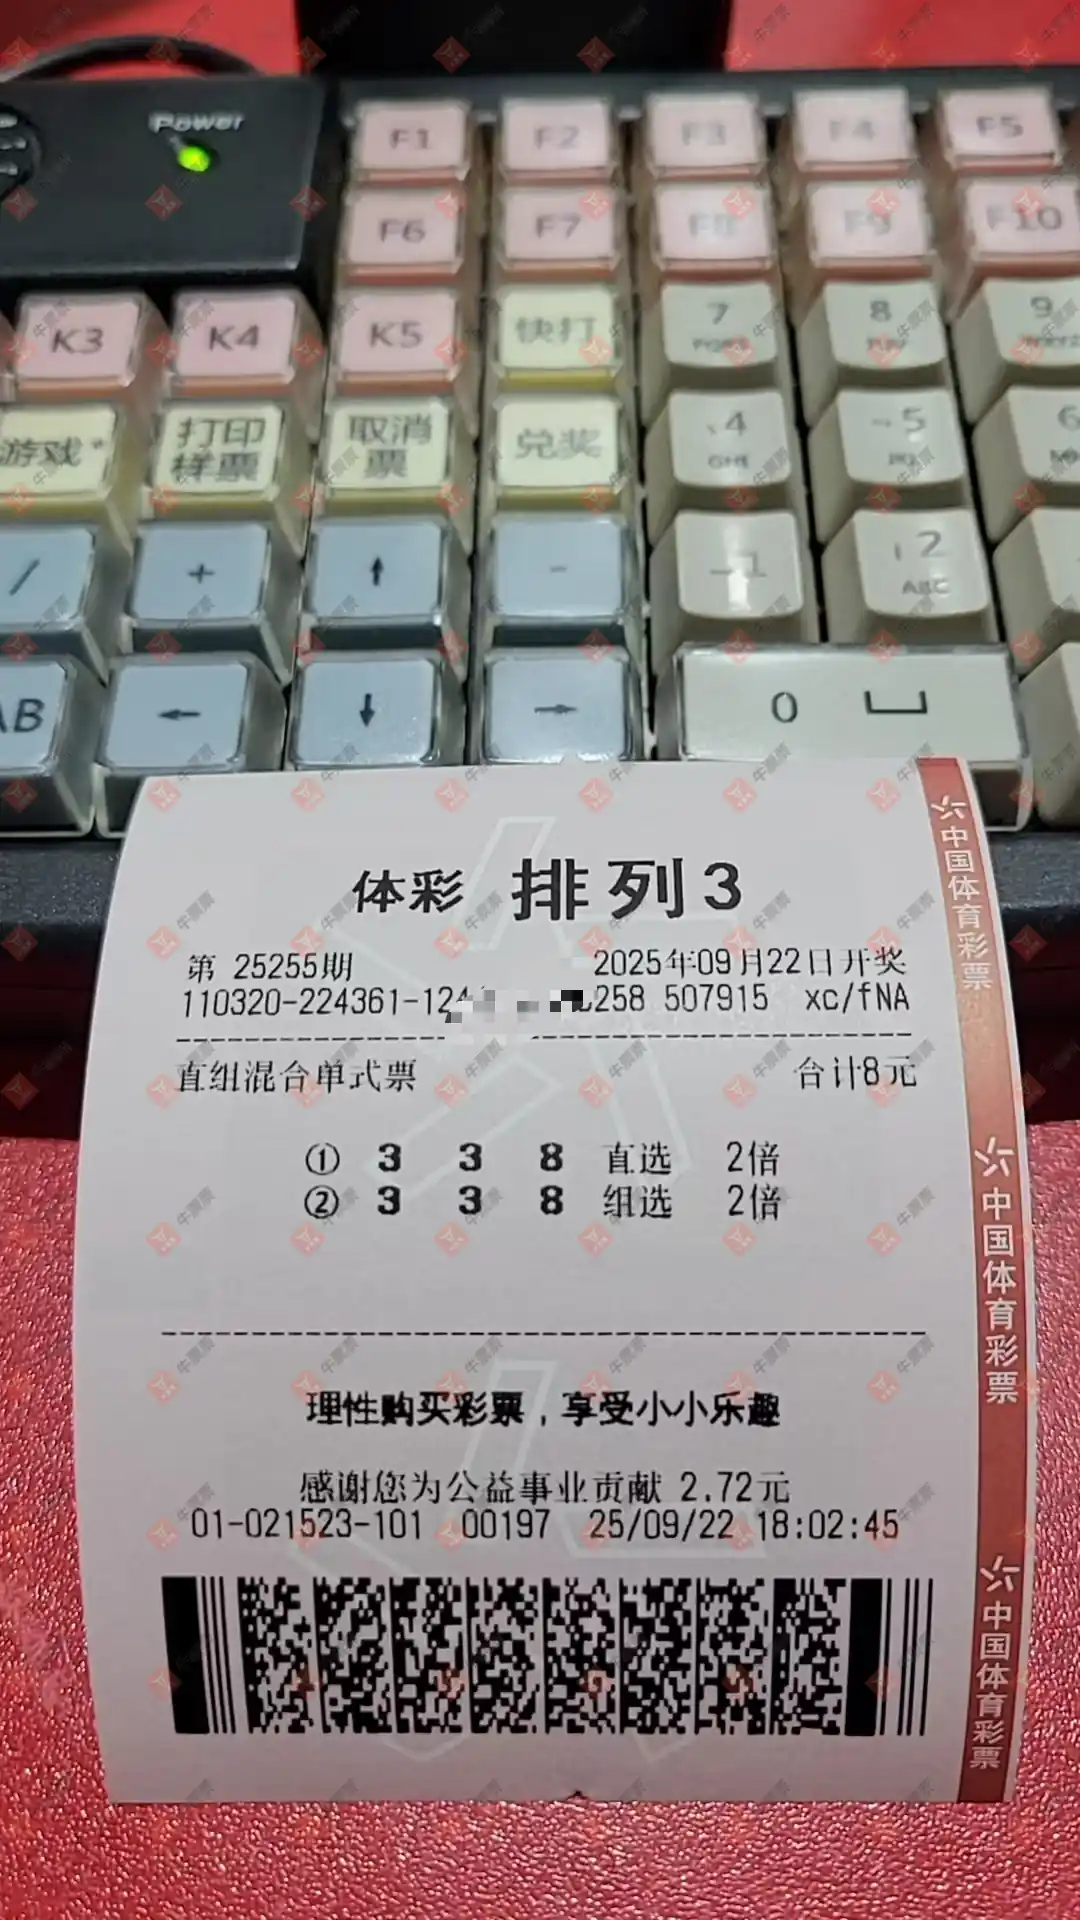 Power
F1 F2 F3 F4 F5
F6 F7 F8 F9 F10
K3 K4 K5 快打 7 8 9
游戏* 打印样票 取消票 兑奖 4 GHI 5 JKL 6
/ + ↑ - 1 2 ABC
AB ← ↓ → 0
体彩 排列3
第 25255期 2025年09月22日开奖
110320-224361-124 258 507915 xc/fNA
直组混合单式票 合计8元
① 3 3 8 直选 2倍
② 3 3 8 组选 2倍
理性购买彩票，享受小小乐趣
感谢您为公益事业贡献 2.72元
01-021523-101 00197 25/09/22 18:02:45
中国体育彩票
中国体育彩票
中国体育彩票
牛票票